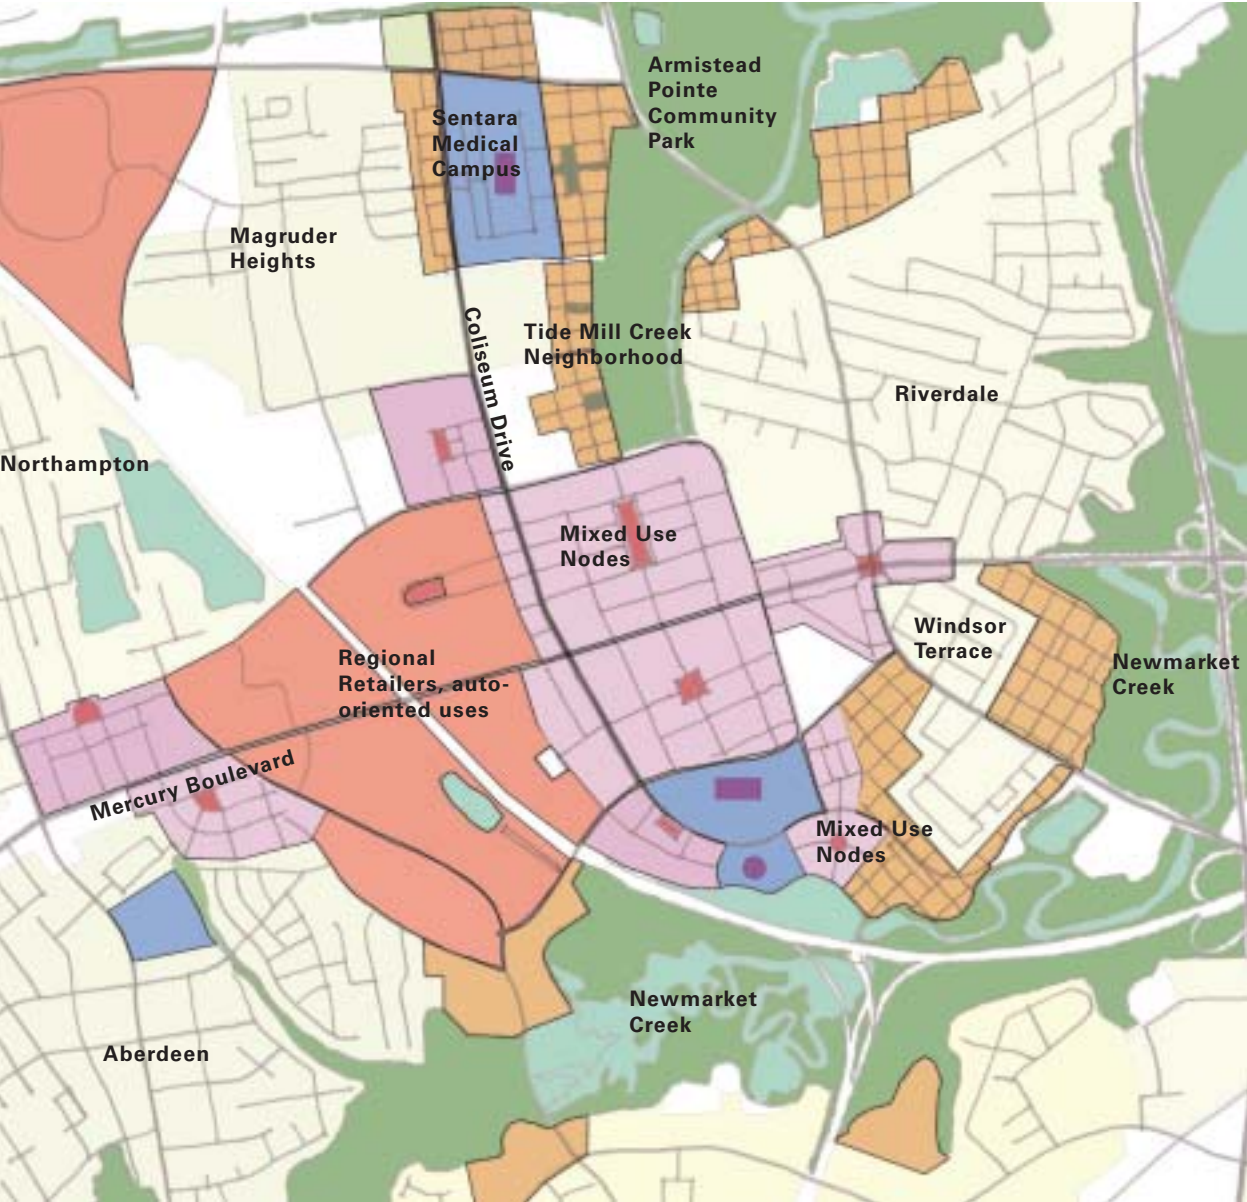 Armistead
Pointe
Community
Park
Sentara
Medical
Campus
Magruder
Heights
Coliseum Drive
Tide Mill Creek
Neighborhood
Riverdale
Northampton
Mixed Use
Nodes
Windsor
Terrace
Newmarket
Creek
Regional
Retailers, auto-
oriented uses
Mercury Boulevard
Mixed Use
Nodes
Newmarket
Creek
Aberdeen